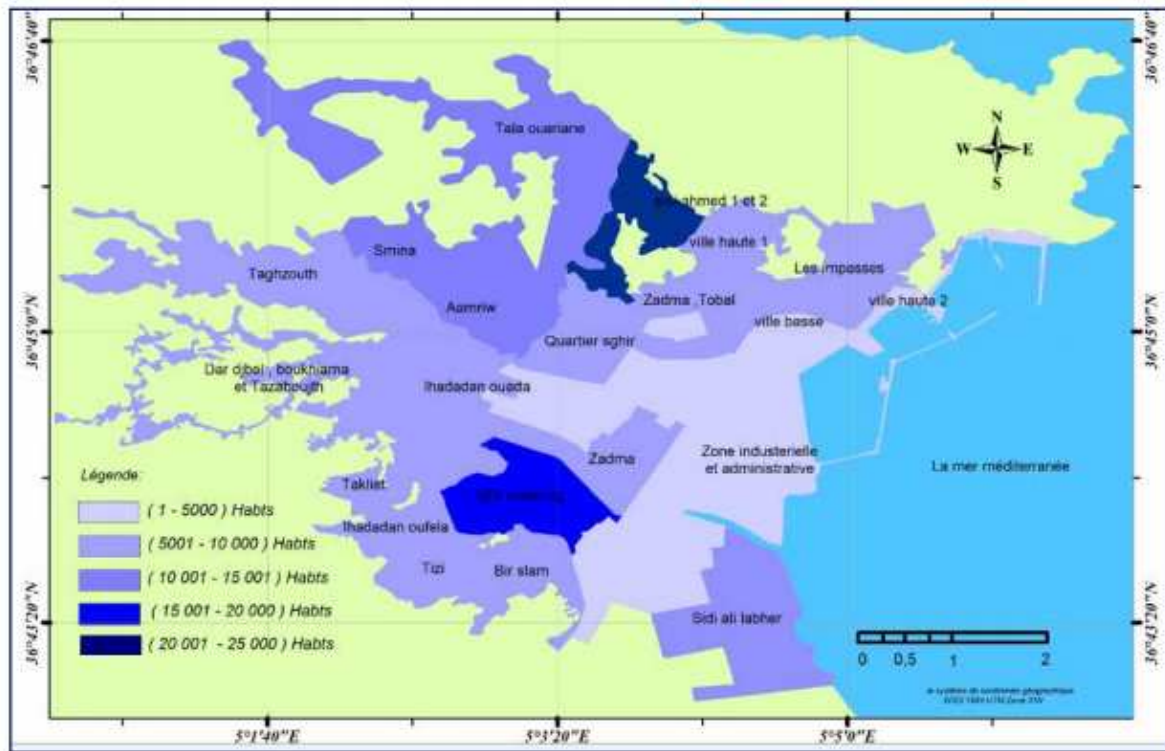 36°46'40"N
36°46'40"N
N
W E
S
Tala ouariane
ahmed 1 et 2
ville haute 1
Smina
Taghzouth
Les impasses
Aamriw
Zadma .Tobal
ville haute 2
ville basse
36°45'0"N
36°45'0"N
Quartier sghir
Dar djbal , boukhiama
et Tazaboujth
Ihadadan ouada
Zadma
Zone industerielle
et administrative
La mer méditerranée
Légende:
Takliet
( 1 - 5000 ) Habts
Ihadadan oufela
( 5001 - 10 000 ) Habts
Tizi
Bir slam
( 10 001 - 15 001 ) Habts
( 15 001 - 20 000 ) Habts
( 20 001 - 25 000 ) Habts
Sidi ali labher
36°43'20"N
36°43'20"N
0 0,5 1 2
5°1'40"E
5°3'20"E
5°5'0"E